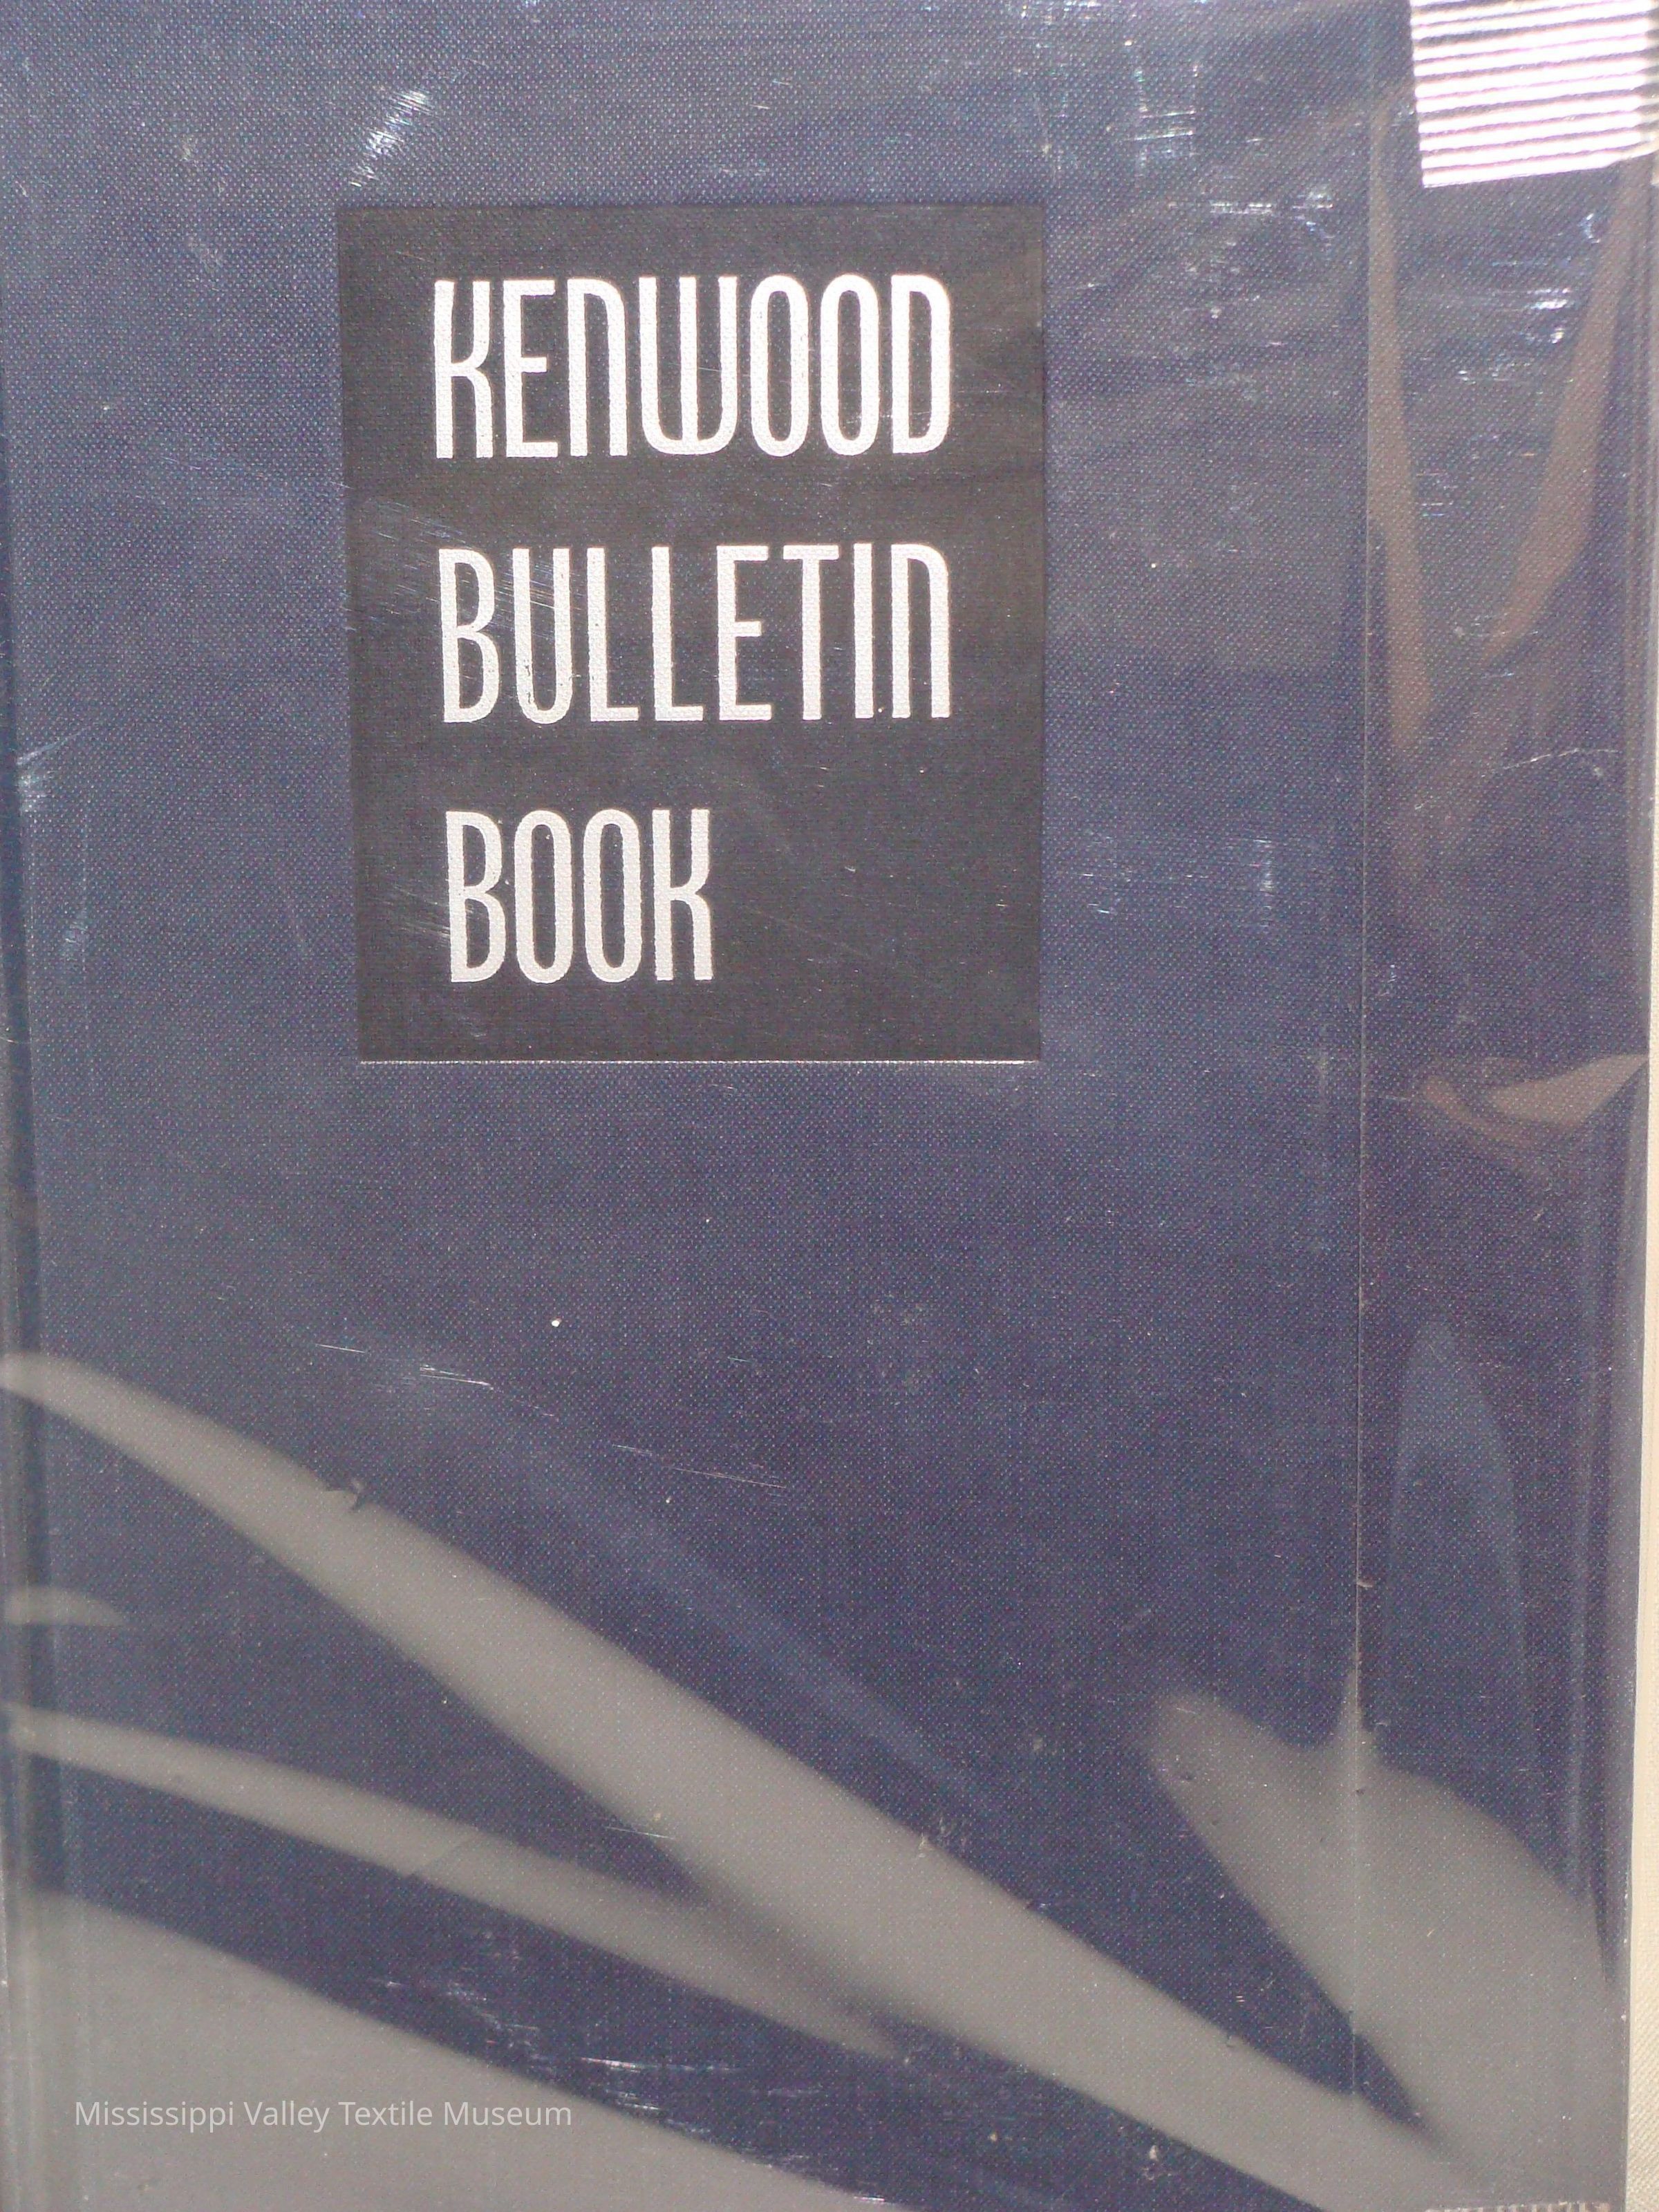 KENWOOD
BULLETIN
BOOK
Mississippi Valley Textile Museum